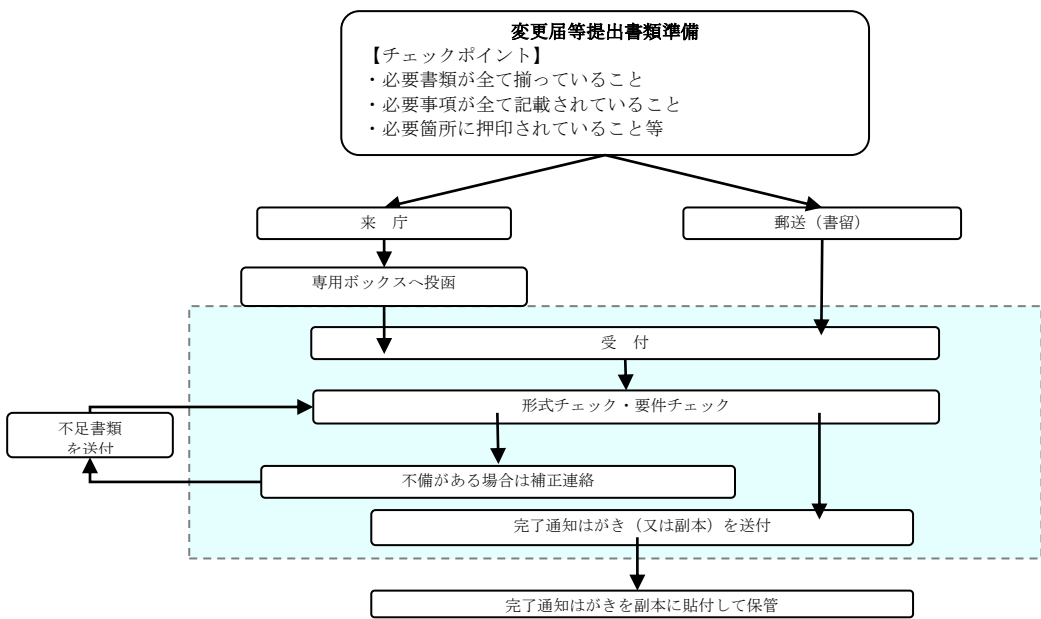 変更届等提出書類準備
【チェックポイント】
・必要書類が全て揃っていること
・必要事項が全て記載されていること
・必要箇所に押印されていること等
来　庁
郵送（書留）
専用ボックスへ投函
受　付
形式チェック・要件チェック
不足書類
を送付
不備がある場合は補正連絡
完了通知はがき（又は副本）を送付
完了通知はがきを副本に貼付して保管